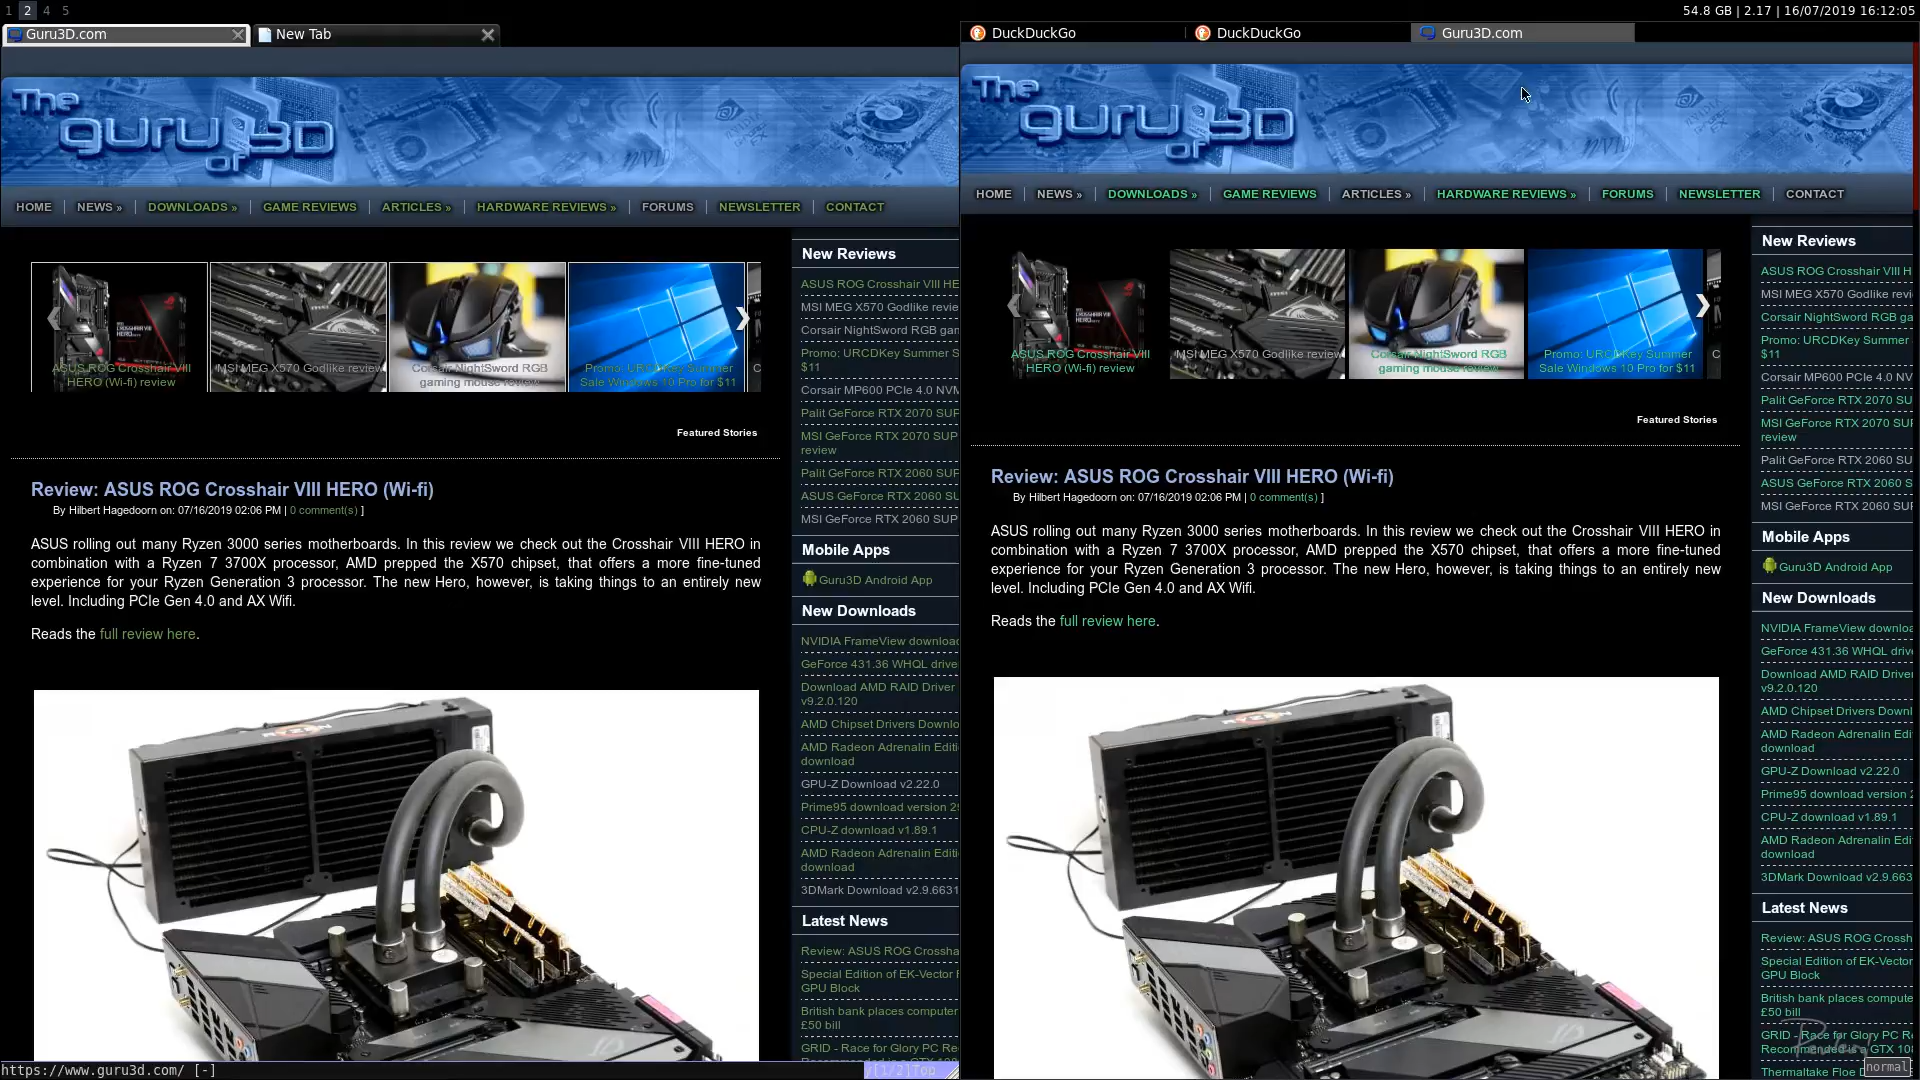 1 2 4 5
54.8 GB | 2.17 | 16/07/2019 16:12:05
Guru3D.com
New Tab
The
guru
of 3D
HOME | NEWS » | DOWNLOADS » | GAME REVIEWS | ARTICLES » | HARDWARE REVIEWS » | FORUMS | NEWSLETTER | CONTACT
ASUS ROG Crosshair VIII
HERO (Wi-fi) review
MSI MEG X570 Godlike review
Corsair NightSword RGB
gaming mouse review
Promo: URCDKey Summer
Sale Windows 10 Pro for $11
C
Featured Stories
Review: ASUS ROG Crosshair VIII HERO (Wi-fi)
By Hilbert Hagedoorn on: 07/16/2019 02:06 PM | 0 comment(s) ]
ASUS rolling out many Ryzen 3000 series motherboards. In this review we check out the Crosshair VIII HERO in
combination with a Ryzen 7 3700X processor, AMD prepped the X570 chipset, that offers a more fine-tuned
experience for your Ryzen Generation 3 processor. The new Hero, however, is taking things to an entirely new
level. Including PCIe Gen 4.0 and AX Wifi.
Reads the full review here.
New Reviews
ASUS ROG Crosshair VIII HE
MSI MEG X570 Godlike revie
Corsair NightSword RGB gan
Promo: URCDKey Summer S
$11
Corsair MP600 PCIe 4.0 NVM
Palit GeForce RTX 2070 SUP
MSI GeForce RTX 2070 SUP
review
Palit GeForce RTX 2060 SUP
ASUS GeForce RTX 2060 SU
MSI GeForce RTX 2060 SUP
Mobile Apps
Guru3D Android App
New Downloads
NVIDIA FrameView downloa
GeForce 431.36 WHQL drive
Download AMD RAID Driver
v9.2.0.120
AMD Chipset Drivers Downlo
AMD Radeon Adrenalin Editi
download
GPU-Z Download v2.22.0
Prime95 download version 2
CPU-Z download v1.89.1
AMD Radeon Adrenalin Editi
download
3DMark Download v2.9.6631
Latest News
Review: ASUS ROG Crossha
Special Edition of EK-Vector
GPU Block
British bank places computer
£50 bill
GRID - Race for Glory PC Re
https://www.guru3d.com/ [-]
[1/2]Top
DuckDuckGo
DuckDuckGo
Guru3D.com
The
guru
of 3D
HOME | NEWS » | DOWNLOADS » | GAME REVIEWS | ARTICLES » | HARDWARE REVIEWS » | FORUMS | NEWSLETTER | CONTACT
ASUS ROG Crosshair VIII
HERO (Wi-fi) review
MSI MEG X570 Godlike review
Corsair NightSword RGB
gaming mouse review
Promo: URCDKey Summer
Sale Windows 10 Pro for $11
C
Featured Stories
Review: ASUS ROG Crosshair VIII HERO (Wi-fi)
By Hilbert Hagedoorn on: 07/16/2019 02:06 PM | 0 comment(s) ]
ASUS rolling out many Ryzen 3000 series motherboards. In this review we check out the Crosshair VIII HERO in
combination with a Ryzen 7 3700X processor, AMD prepped the X570 chipset, that offers a more fine-tuned
experience for your Ryzen Generation 3 processor. The new Hero, however, is taking things to an entirely new
level. Including PCIe Gen 4.0 and AX Wifi.
Reads the full review here.
New Reviews
ASUS ROG Crosshair VIII H
MSI MEG X570 Godlike revi
Corsair NightSword RGB ga
Promo: URCDKey Summer
$11
Corsair MP600 PCIe 4.0 NV
Palit GeForce RTX 2070 SU
MSI GeForce RTX 2070 SUF
review
Palit GeForce RTX 2060 SU
ASUS GeForce RTX 2060 S
MSI GeForce RTX 2060 SUF
Mobile Apps
Guru3D Android App
New Downloads
NVIDIA FrameView downloa
GeForce 431.36 WHQL drive
Download AMD RAID Driver
v9.2.0.120
AMD Chipset Drivers Downl
AMD Radeon Adrenalin Edi
download
GPU-Z Download v2.22.0
Prime95 download version 2
CPU-Z download v1.89.1
AMD Radeon Adrenalin Edi
download
3DMark Download v2.9.663
Latest News
Review: ASUS ROG Crossh
Special Edition of EK-Vector
GPU Block
British bank places compute
£50 bill
GRID - Race for Glory PC R
Recommended is a GTX 10
Thermaltake Floe
normal